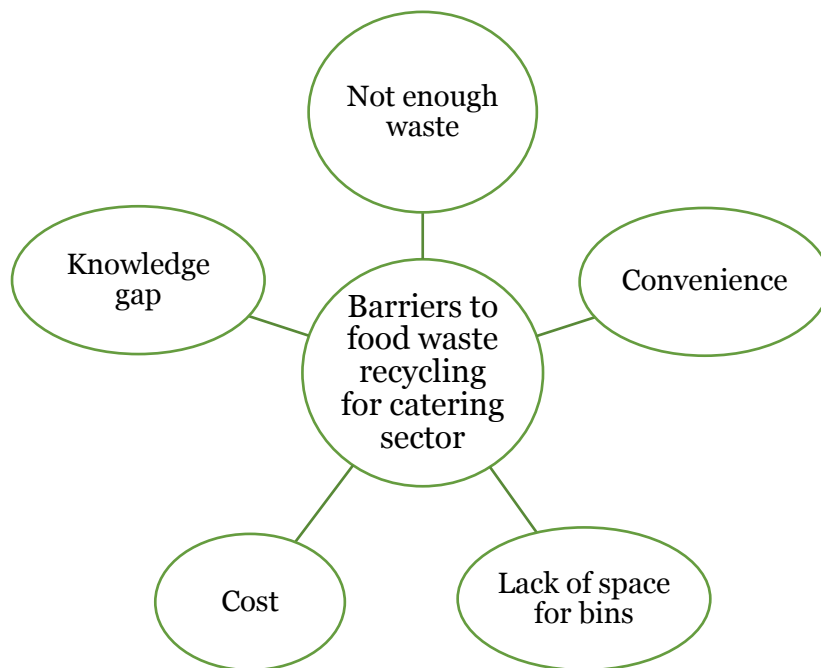 Not enough
waste
Knowledge
gap
Convenience
Barriers to
food waste
recycling
for catering
sector
Cost
Lack of space
for bins